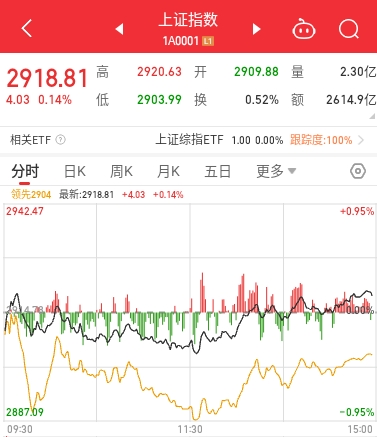 上证指数
1A0001 L1
2918.81 高 2920.63 开 2909.88 量 2.30亿
4.03 0.14% 低 2903.99 换 0.52% 额 2614.9亿
相关ETF ? 上证综指ETF 1.00 0.00% 跟踪度:100%
分时 日K 周K 月K 五日 更多
领先2904 最新:2918.81 +4.03 +0.14%
2942.47 +0.95%
2914.78 0.00%
2887.09 -0.95%
09:30 11:30 15:00